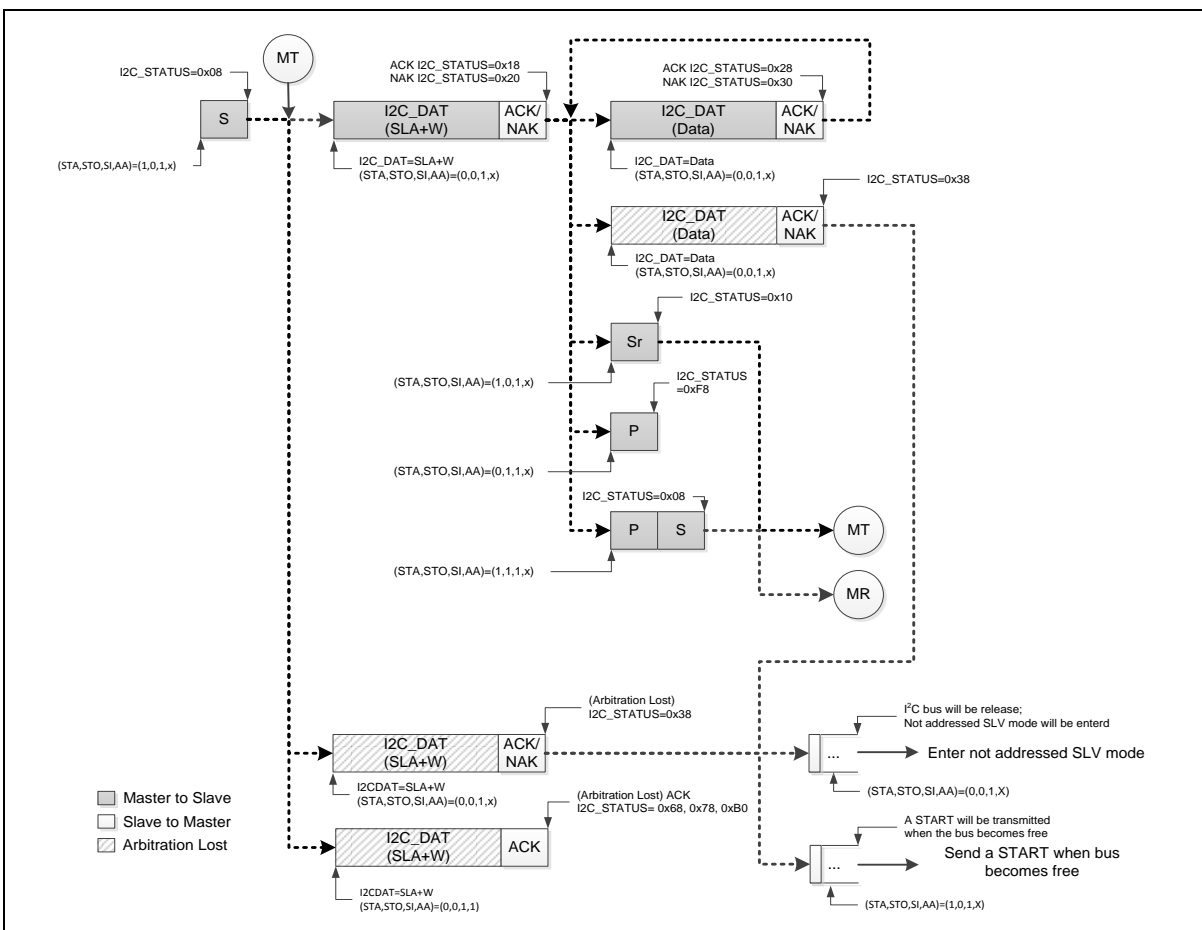 MT
I2C_STATUS=0x08
ACK I2C_STATUS=0x18
NAK I2C_STATUS=0x20
ACK I2C_STATUS=0x28
NAK I2C_STATUS=0x30
S
I2C_DAT
(SLA+W)
ACK/
NAK
I2C_DAT
(Data)
ACK/
NAK
(STA,STO,SI,AA)=(1,0,1,x)
I2C_DAT=SLA+W
(STA,STO,SI,AA)=(0,0,1,x)
I2C_DAT=Data
(STA,STO,SI,AA)=(0,0,1,x)
I2C_STATUS=0x38
I2C_DAT
(Data)
ACK/
NAK
I2C_DAT=Data
(STA,STO,SI,AA)=(0,0,1,x)
I2C_STATUS=0x10
Sr
(STA,STO,SI,AA)=(1,0,1,x)
I2C_STATUS
=0xF8
P
(STA,STO,SI,AA)=(0,1,1,x)
I2C_STATUS=0x08
P
S
MT
(STA,STO,SI,AA)=(1,1,1,x)
MR
(Arbitration Lost)
I2C_STATUS=0x38
I2C_DAT
(SLA+W)
ACK/
NAK
I2CDAT=SLA+W
(STA,STO,SI,AA)=(0,0,1,x)
I²C bus will be release;
Not addressed SLV mode will be enterd
...
Enter not addressed SLV mode
(STA,STO,SI,AA)=(0,0,1,X)
Master to Slave
Slave to Master
Arbitration Lost
(Arbitration Lost) ACK
I2C_STATUS= 0x68, 0x78, 0xB0
I2C_DAT
(SLA+W)
ACK
I2CDAT=SLA+W
(STA,STO,SI,AA)=(0,0,1,1)
A START will be transmitted
when the bus becomes free
...
Send a START when bus
becomes free
(STA,STO,SI,AA)=(1,0,1,X)